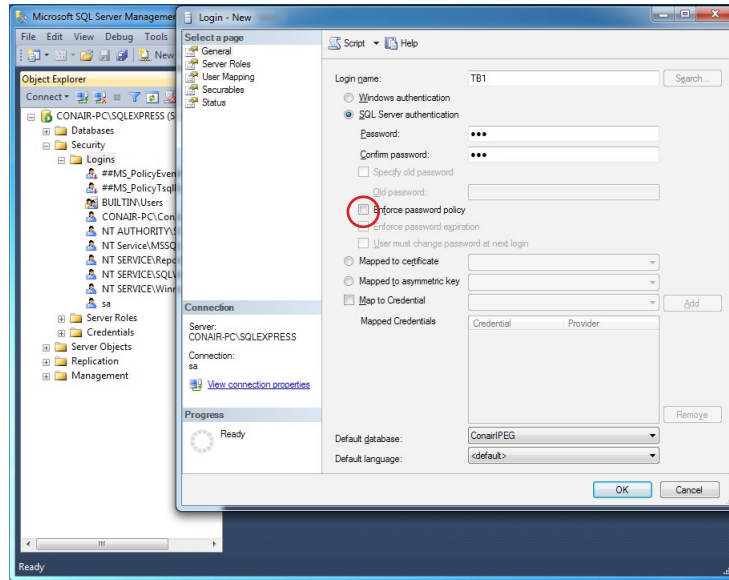 Microsoft SQL Server Managemer
File Edit View Debug Tools
New
Object Explorer
Connect
CONAIR-PC\SQLEXPRESS (S
Databases
Security
Logins
##MS_PolicyEven
##MS_PolicyTsql
BUILTIN\Users
CONAIR-PC\Con
NT AUTHORITY\S
NT Service\MSSQ
NT SERVICE\Repo
NT SERVICE\SQLW
NT SERVICE\Winn
sa
Server Roles
Credentials
Server Objects
Replication
Management
Ready
Login - New
Select a page
General
Server Roles
User Mapping
Securables
Status
Connection
Server:
CONAIR-PC\SQLEXPRESS
Connection:
sa
View connection properties
Progress
Ready
Script Help
Login name: TB1 Search...
Windows authentication
SQL Server authentication
Password: •••
Confirm password: •••
Specify old password
Old password:
Enforce password policy
Enforce password expiration
User must change password at next login
Mapped to certificate
Mapped to asymmetric key
Map to Credential Add
Mapped Credentials Credential Provider
Remove
Default database: ConairIPEG
Default language: <default>
OK Cancel